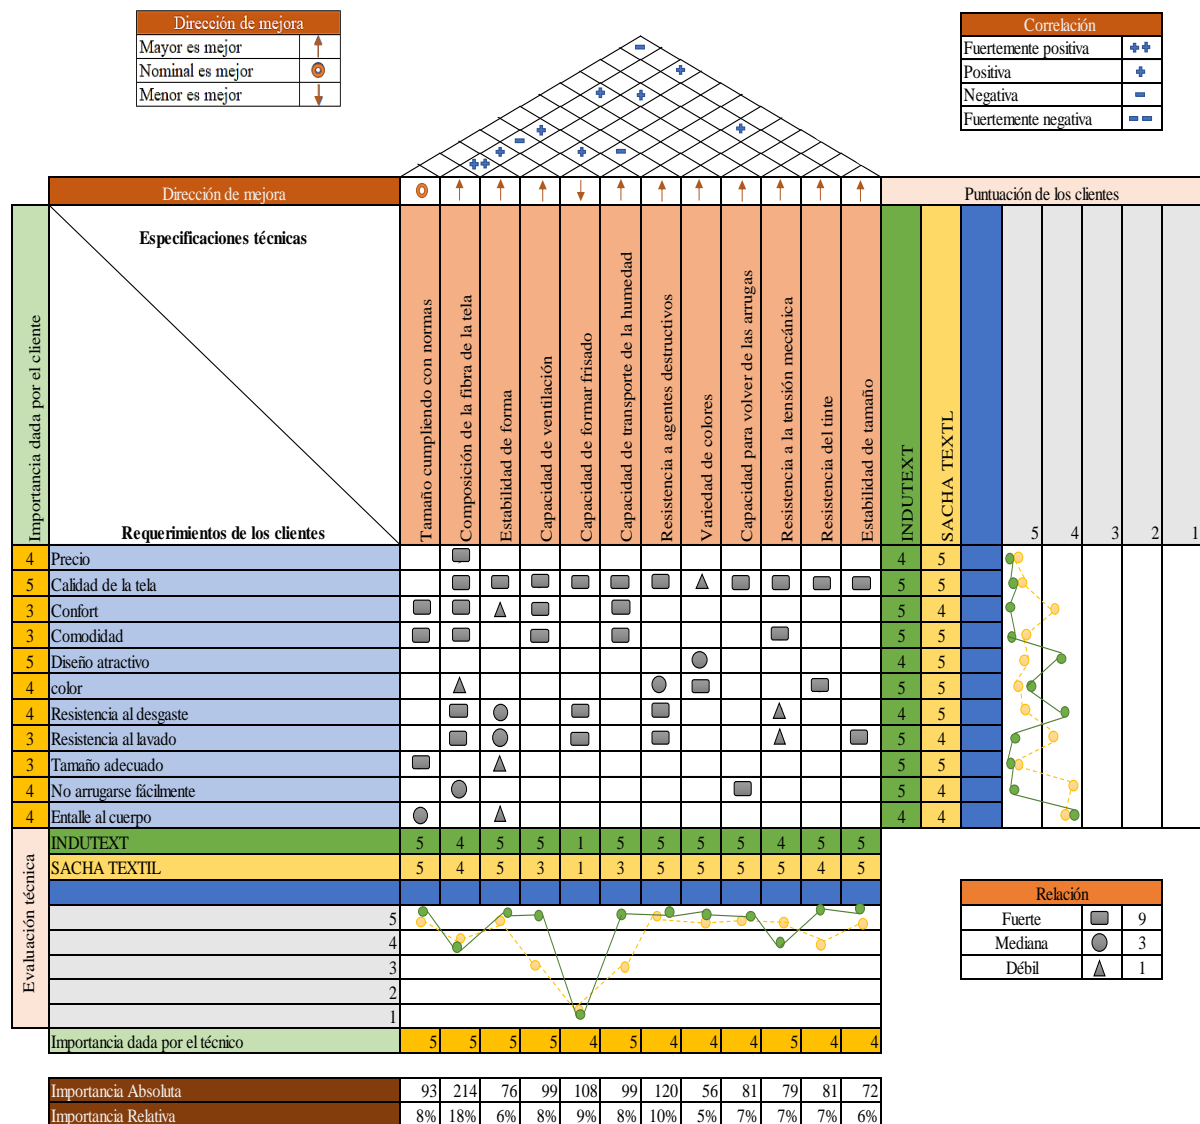 Dirección de mejora
Mayor es mejor
Nominal es mejor
Menor es mejor
Correlación
Fuertemente positiva
Positiva
Negativa
Fuertemente negativa
Dirección de mejora
Puntuación de los clientes
Importancia dada por el cliente
Especificaciones técnicas
Requerimientos de los clientes
Tamaño cumpliendo con normas
Composición de la fibra de la tela
Estabilidad de forma
Capacidad de ventilación
Capacidad de formar frisado
Capacidad de transporte de la humedad
Resistencia a agentes destructivos
Variedad de colores
Capacidad para volver de las arrugas
Resistencia a la tensión mecánica
Resistencia del tinte
Estabilidad de tamaño
INDUTEXT
SACHA TEXTL
5 4 3 2 1
4 Precio 4 5
5 Calidad de la tela 5 5
3 Confort 5 4
3 Comodidad 5 5
5 Diseño atractivo 4 5
4 color 5 5
4 Resistencia al desgaste 4 5
3 Resistencia al lavado 5 4
3 Tamaño adecuado 5 5
4 No arrugarse fácilmente 5 4
4 Entalle al cuerpo 4 4
Evaluación técnica
INDUTEXT 5 4 5 5 1 5 5 5 5 4 5 5
SACHA TEXTIL 5 4 5 3 1 3 5 5 5 5 4 5
5
4
3
2
1
Importancia dada por el técnico 5 5 5 5 4 5 4 4 4 5 4 4
Relación
Fuerte 9
Mediana 3
Débil 1
Importancia Absoluta 93 214 76 99 108 99 120 56 81 79 81 72
Importancia Relativa 8% 18% 6% 8% 9% 8% 10% 5% 7% 7% 7% 6%